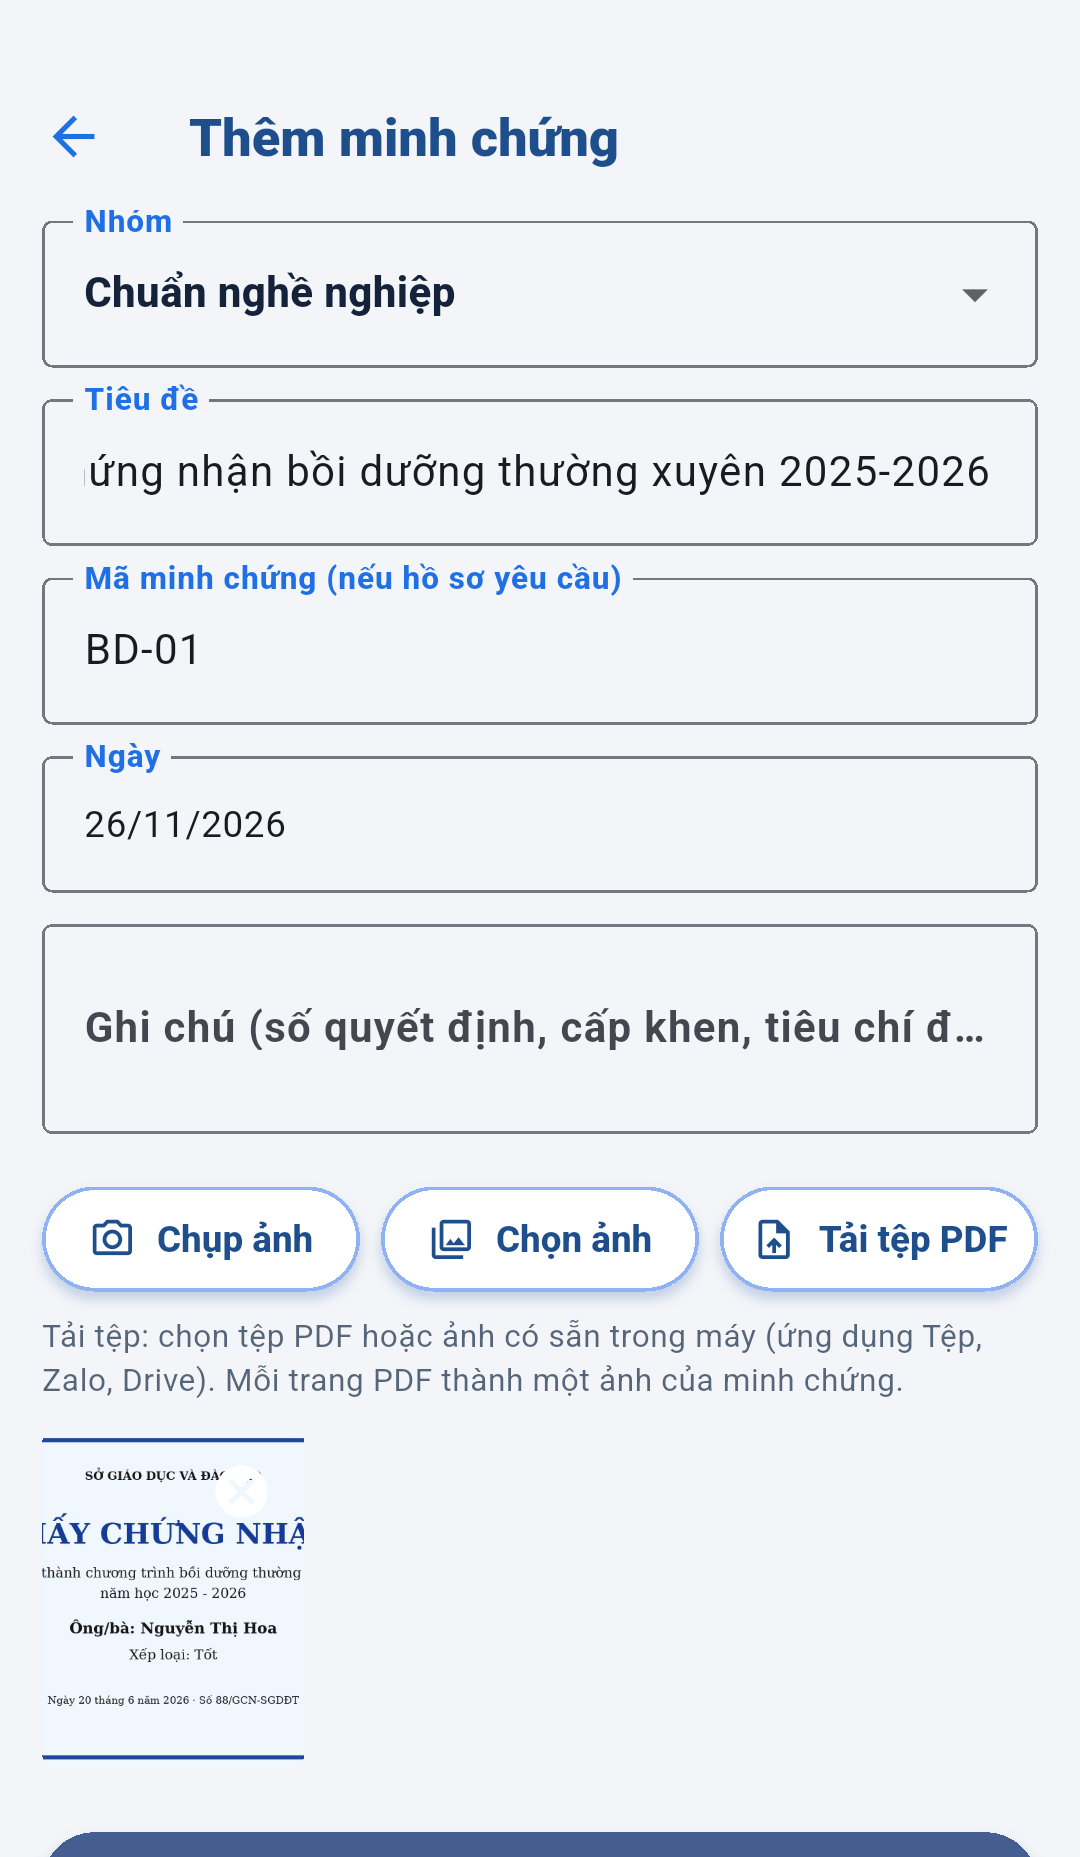 Thêm minh chứng
Nhóm
Chuẩn nghề nghiệp
Tiêu đề
ứng nhận bồi dưỡng thường xuyên 2025-2026
Mã minh chứng (nếu hồ sơ yêu cầu)
BD-01
Ngày
26/11/2026
Ghi chú (số quyết định, cấp khen, tiêu chí đ…
Chụp ảnh
Chọn ảnh
Tải tệp PDF
Tải tệp: chọn tệp PDF hoặc ảnh có sẵn trong máy (ứng dụng Tệp,
Zalo, Drive). Mỗi trang PDF thành một ảnh của minh chứng.
SỞ GIÁO DỤC VÀ
ẤY CHỨNG NHẬ
thành chương trình bồi dưỡng thường
năm học 2025 - 2026
Ông/bà: Nguyễn Thị Hoa
Xếp loại: Tốt
Ngày 20 tháng 6 năm 2026 · Số 88/GCN-SGDĐT